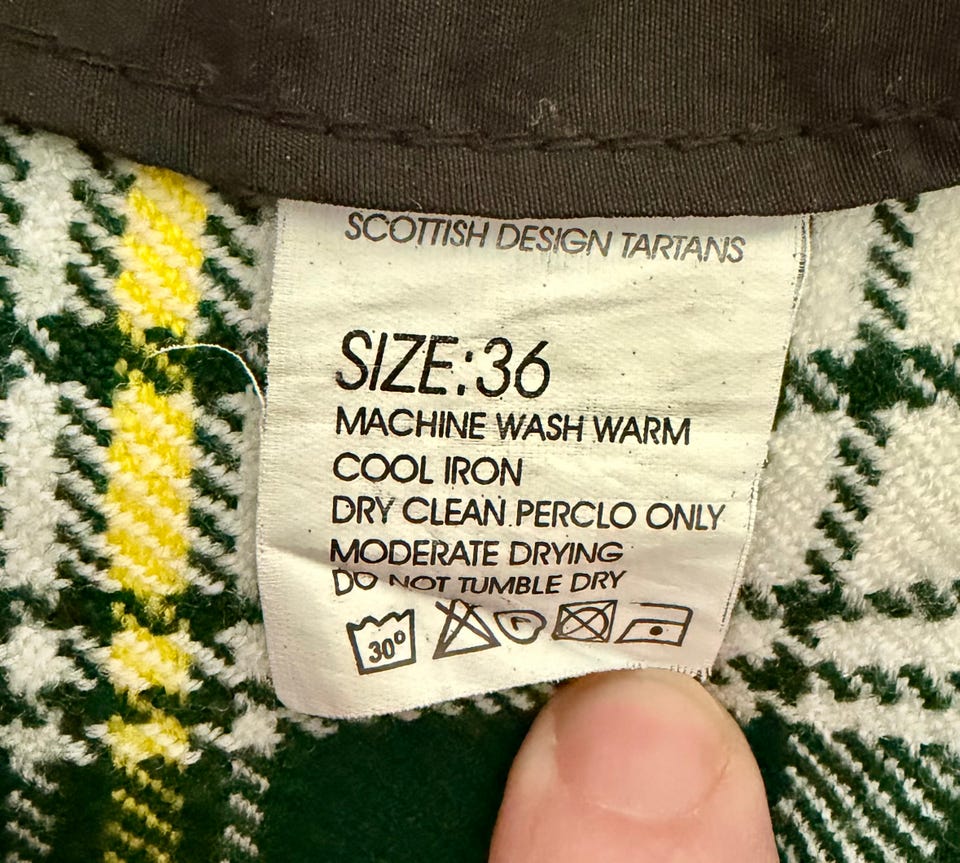 SCOTTISH DESIGN TARTANS
SIZE:36
MACHINE WASH WARM
COOL IRON
DRY CLEAN PERCLO ONLY
MODERATE DRYING
DO NOT TUMBLE DRY
30°